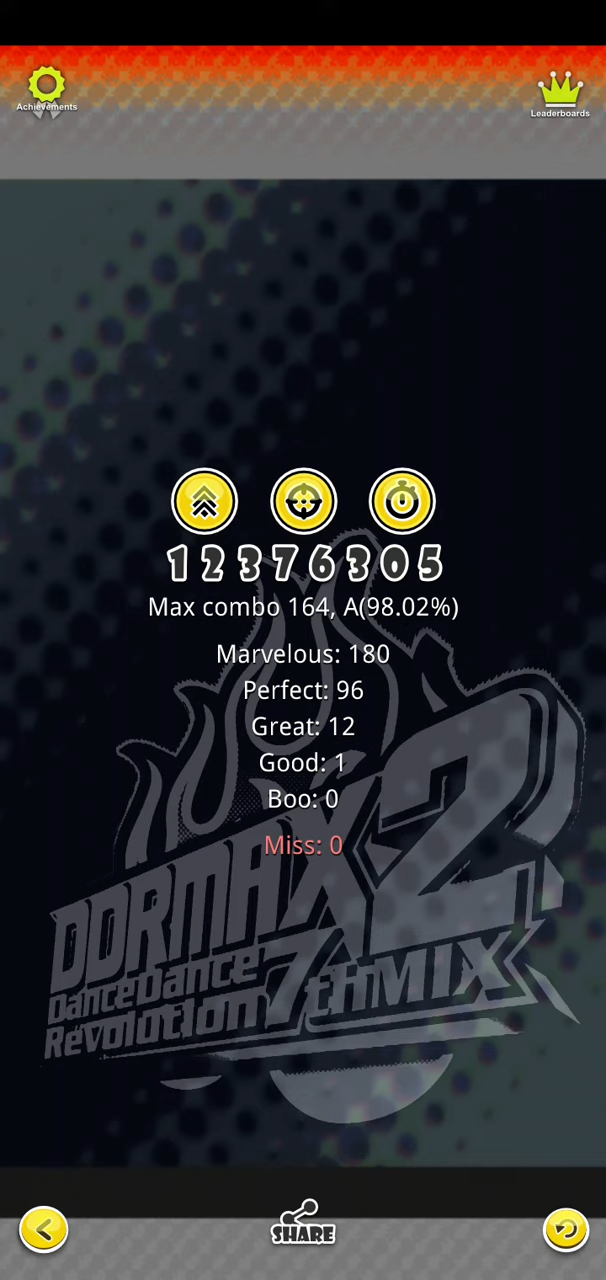 Achievements
Leaderboards
12376305
Max combo 164, A(98.02%)
Marvelous: 180
Perfect: 96
Great: 12
Good: 1
Boo: 0
Miss: 0
DDRMAX2
DanceDance
Revolution 7thMIX
SHARE